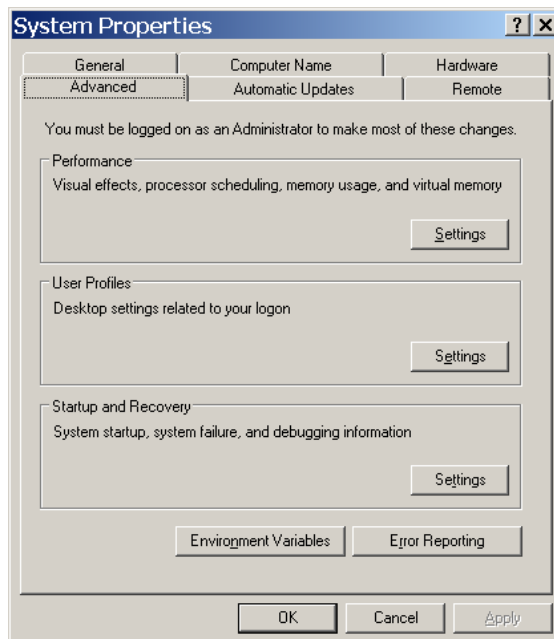 System Properties
?
X
General
Computer Name
Hardware
Advanced
Automatic Updates
Remote
You must be logged on as an Administrator to make most of these changes.
Performance
Visual effects, processor scheduling, memory usage, and virtual memory
Settings
User Profiles
Desktop settings related to your logon
Settings
Startup and Recovery
System startup, system failure, and debugging information
Settings
Environment Variables
Error Reporting
OK
Cancel
Apply